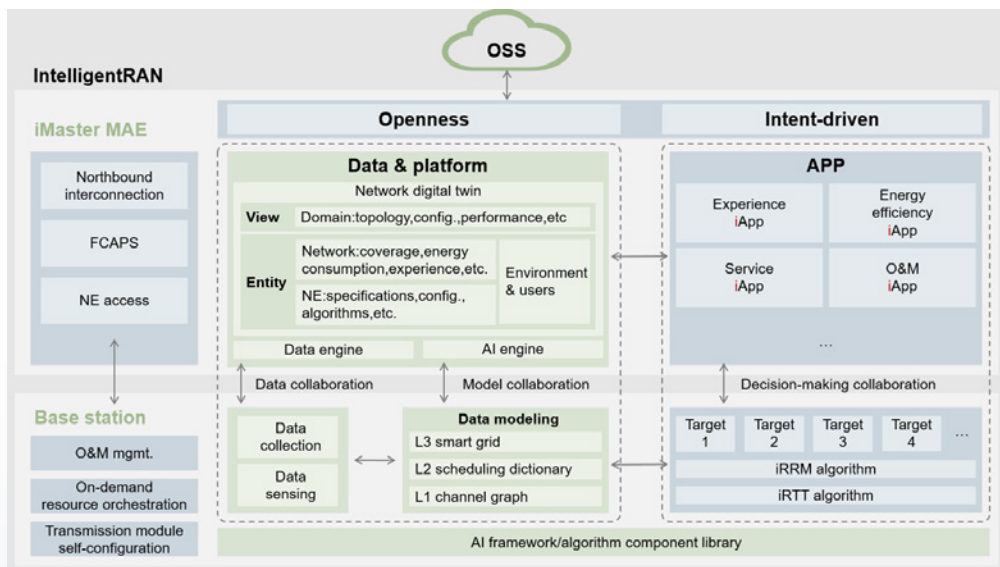 OSS
IntelligentRAN
iMaster MAE
Openness
Intent-driven
Northbound
interconnection
FCAPS
NE access
Data & platform
Network digital twin
View
Domain:topology,config.,performance,etc
Entity
Network:coverage,energy
consumption,experience,etc.
NE:specifications,config.,
algorithms,etc.
Environment
& users
Data engine
AI engine
APP
Experience
iApp
Energy
efficiency
iApp
Service
iApp
O&M
iApp
...
Data collaboration
Model collaboration
Decision-making collaboration
Base station
O&M mgmt.
On-demand
resource orchestration
Transmission module
self-configuration
Data
collection
Data
sensing
Data modeling
L3 smart grid
L2 scheduling dictionary
L1 channel graph
Target
1
Target
2
Target
3
Target
4
...
iRRM algorithm
iRTT algorithm
AI framework/algorithm component library